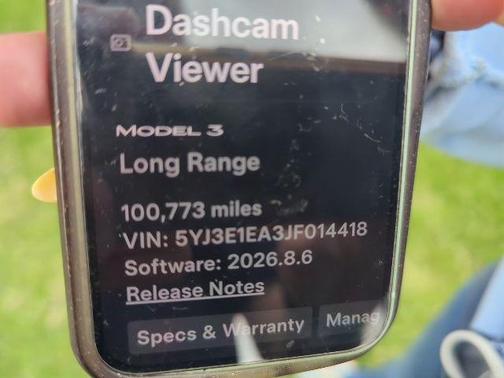 Dashcam
Viewer
MODEL 3
Long Range
100,773 miles
VIN: 5YJ3E1EA3JF014418
Software: 2026.8.6
Release Notes
Specs & Warranty Manag